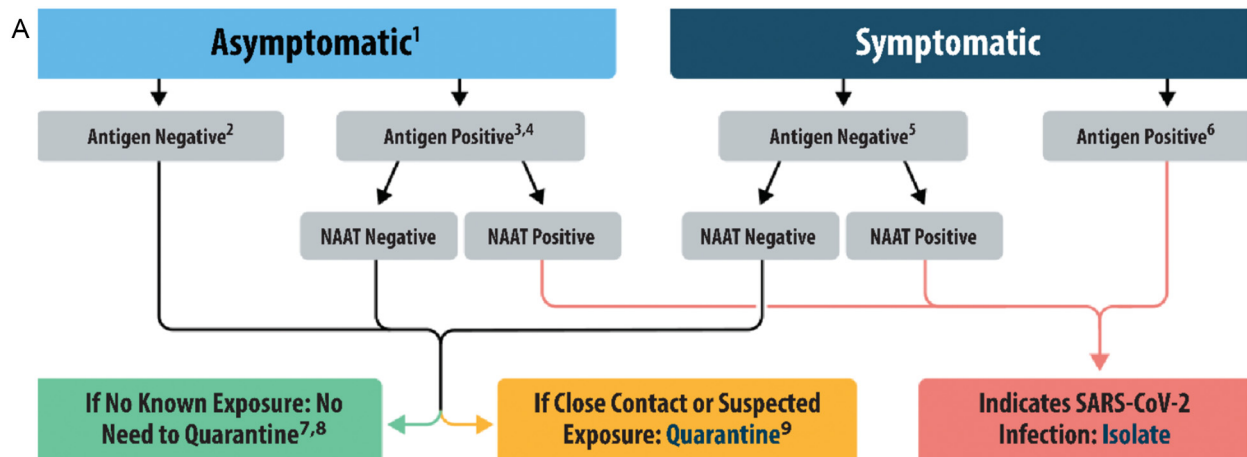 A
Asymptomatic¹
Symptomatic
Antigen Negative²
Antigen Positive³,⁴
Antigen Negative⁵
Antigen Positive⁶
NAAT Negative
NAAT Positive
NAAT Negative
NAAT Positive
If No Known Exposure: No
Need to Quarantine⁷,⁸
If Close Contact or Suspected
Exposure: Quarantine⁹
Indicates SARS-CoV-2
Infection: Isolate